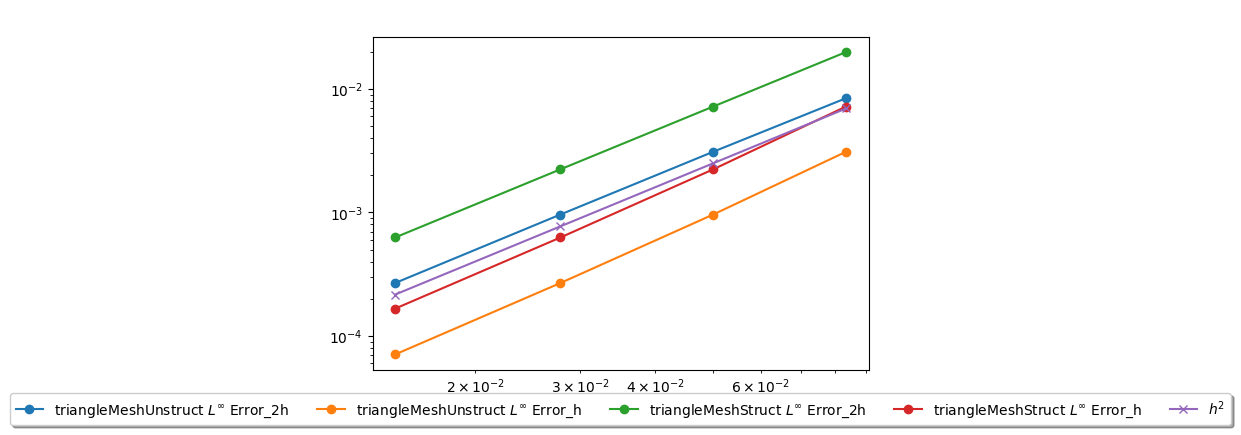 10⁻²
10⁻³
10⁻⁴
2 × 10⁻² 3 × 10⁻² 4 × 10⁻² 6 × 10⁻²
triangleMeshUnstruct L^∞ Error_2h triangleMeshUnstruct L^∞ Error_h triangleMeshStruct L^∞ Error_2h triangleMeshStruct L^∞ Error_h h²